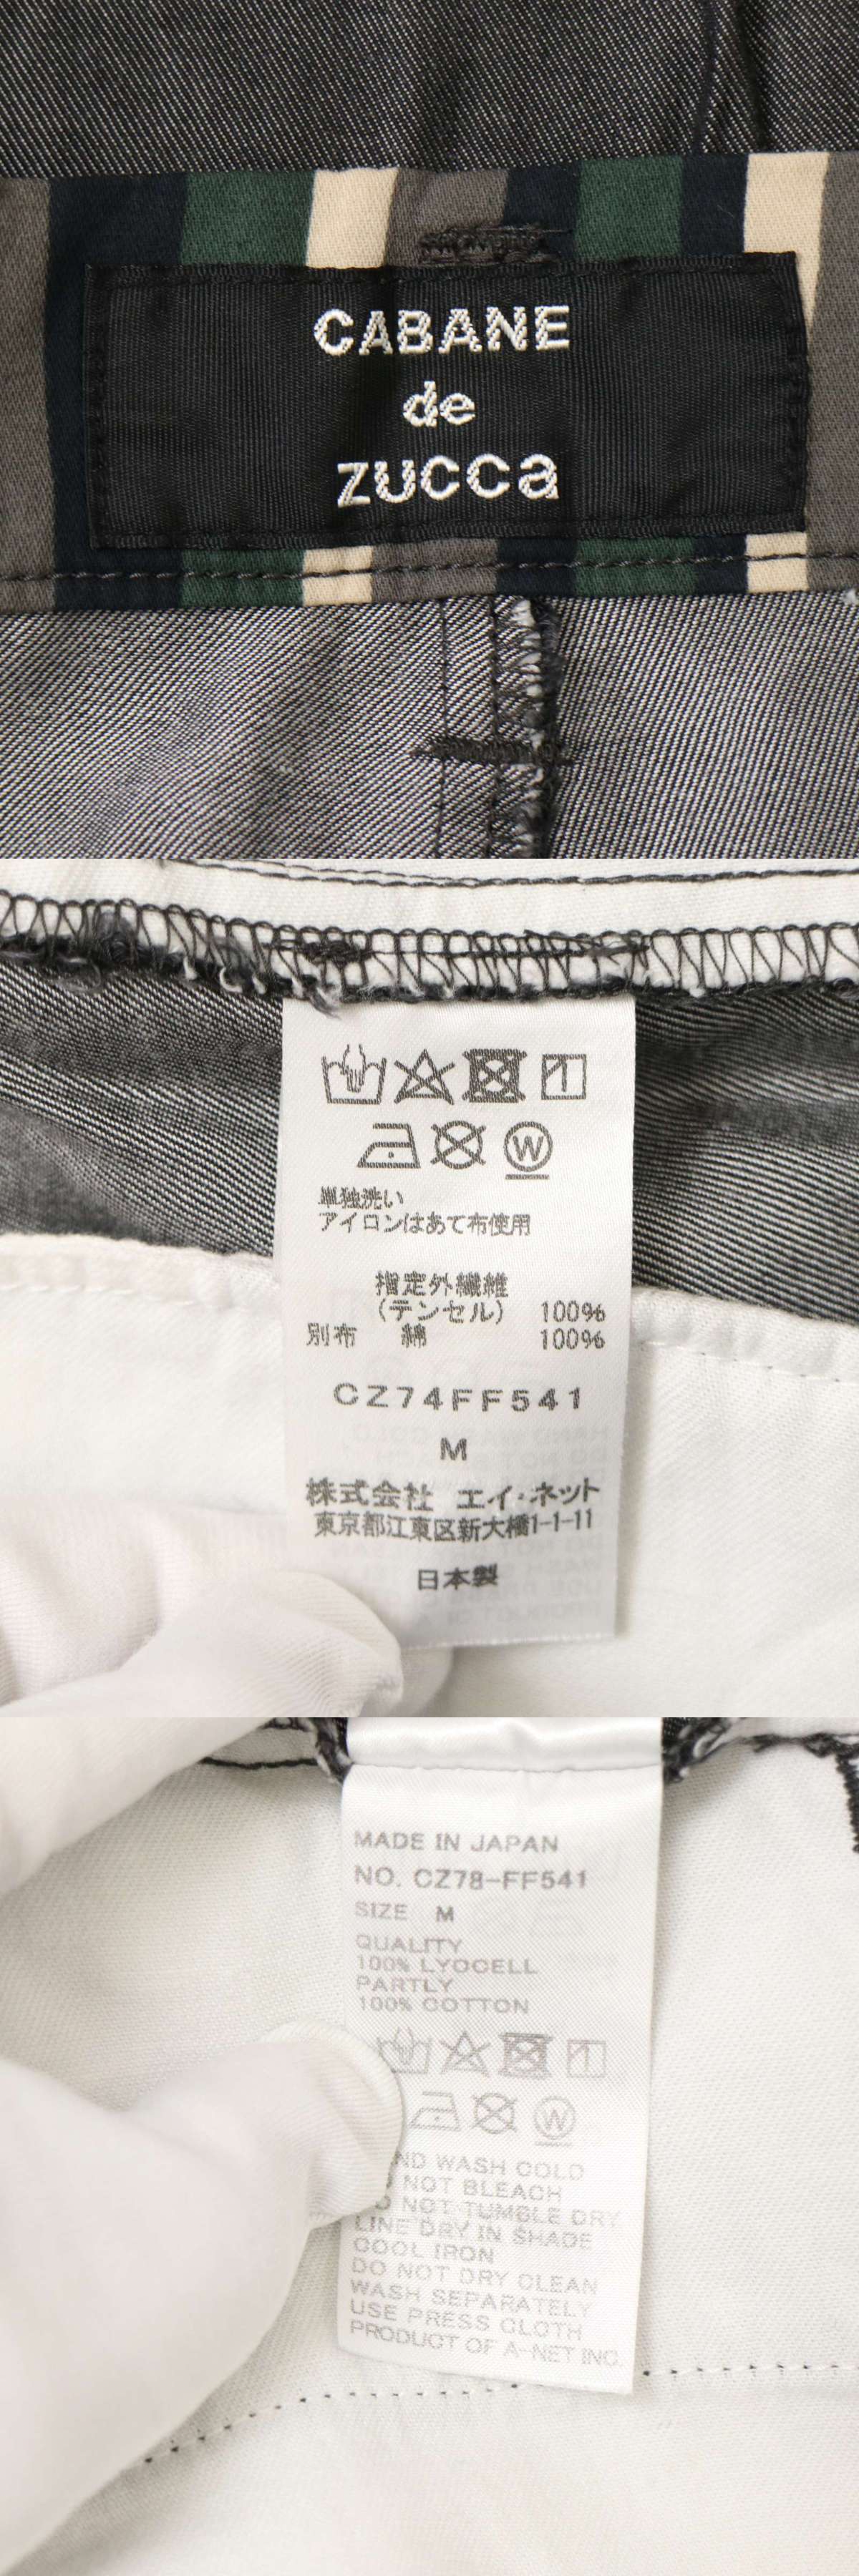 CABANE
de
zucca
単独洗い
アイロンはあて布使用
指定外繊維
(テンセル) 100%
別布 綿 100%
CZ74FF541
M
株式会社 エイ・ネット
東京都江東区新大橋1-1-11
日本製
MADE IN JAPAN
NO. CZ78-FF541
SIZE M
QUALITY
100% LYOCELL
PARTLY
100% COTTON
W
W
ND WASH COLD
NOT BLEACH
O NOT TUMBLE DRY
LINE DRY IN SHADE
COOL IRON
DO NOT DRY CLEAN
WASH SEPARATELY
USE PRESS CLOTH
PRODUCT OF A-NET INC.